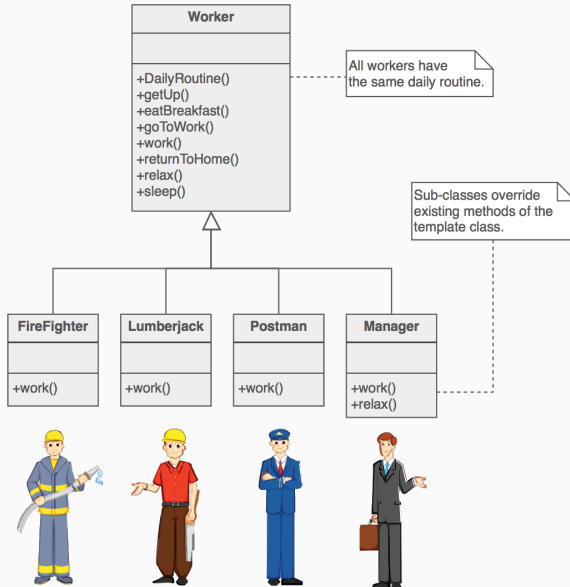 Worker
+DailyRoutine()
+getUp()
+eatBreakfast()
+goToWork()
+work()
+returnToHome()
+relax()
+sleep()
All workers have
the same daily routine.
Sub-classes override
existing methods of the
template class.
FireFighter
+work()
Lumberjack
+work()
Postman
+work()
Manager
+work()
+relax()